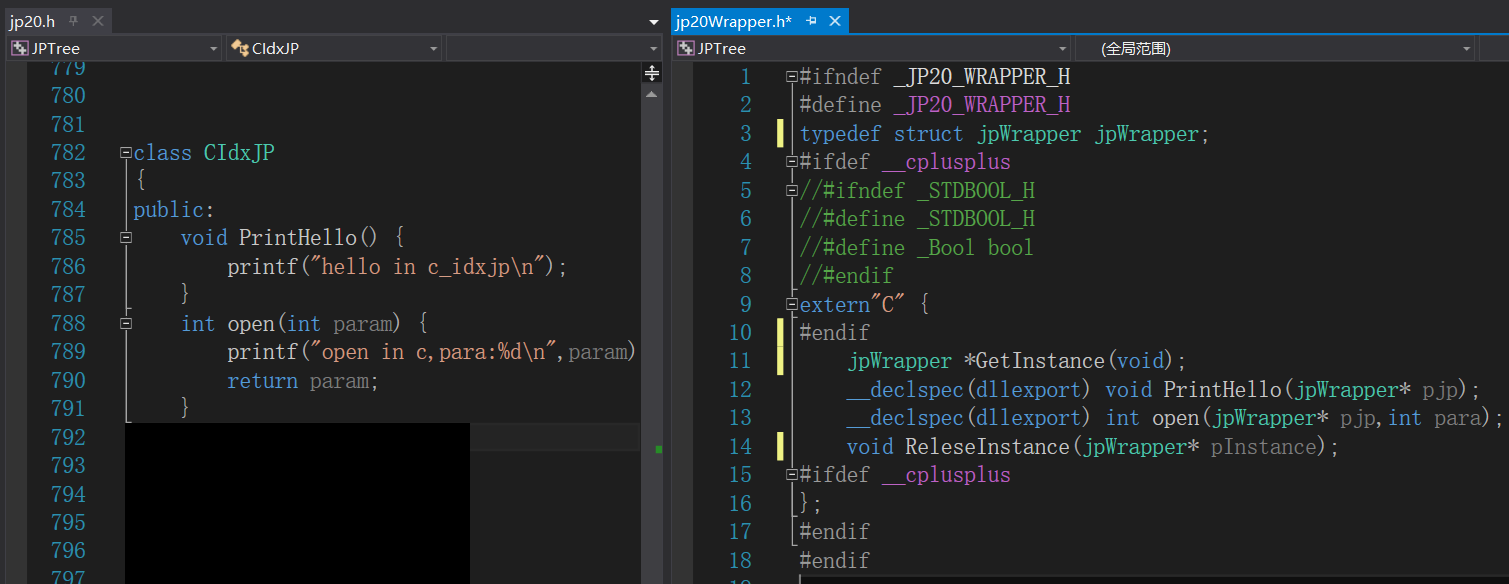 jp20.h
JPTree
CIdxJP
779
780
781
782 class CIdxJP
783 {
784 public:
785 void PrintHello() {
786 printf("hello in c_idxjp\n");
787 }
788 int open(int param) {
789 printf("open in c,para:%d\n",param)
790 return param;
791 }
792
793
794
795
796
797
jp20Wrapper.h*
JPTree
(全局范围)
1 #ifndef _JP20_WRAPPER_H
2 #define _JP20_WRAPPER_H
3 typedef struct jpWrapper jpWrapper;
4 #ifdef __cplusplus
5 //#ifndef _STDBOOL_H
6 //#define _STDBOOL_H
7 //#define _Bool bool
8 //#endif
9 extern"C" {
10 #endif
11 jpWrapper *GetInstance(void);
12 __declspec(dllexport) void PrintHello(jpWrapper* pjp);
13 __declspec(dllexport) int open(jpWrapper* pjp,int para);
14 void ReleseInstance(jpWrapper* pInstance);
15 #ifdef __cplusplus
16 };
17 #endif
18 #endif